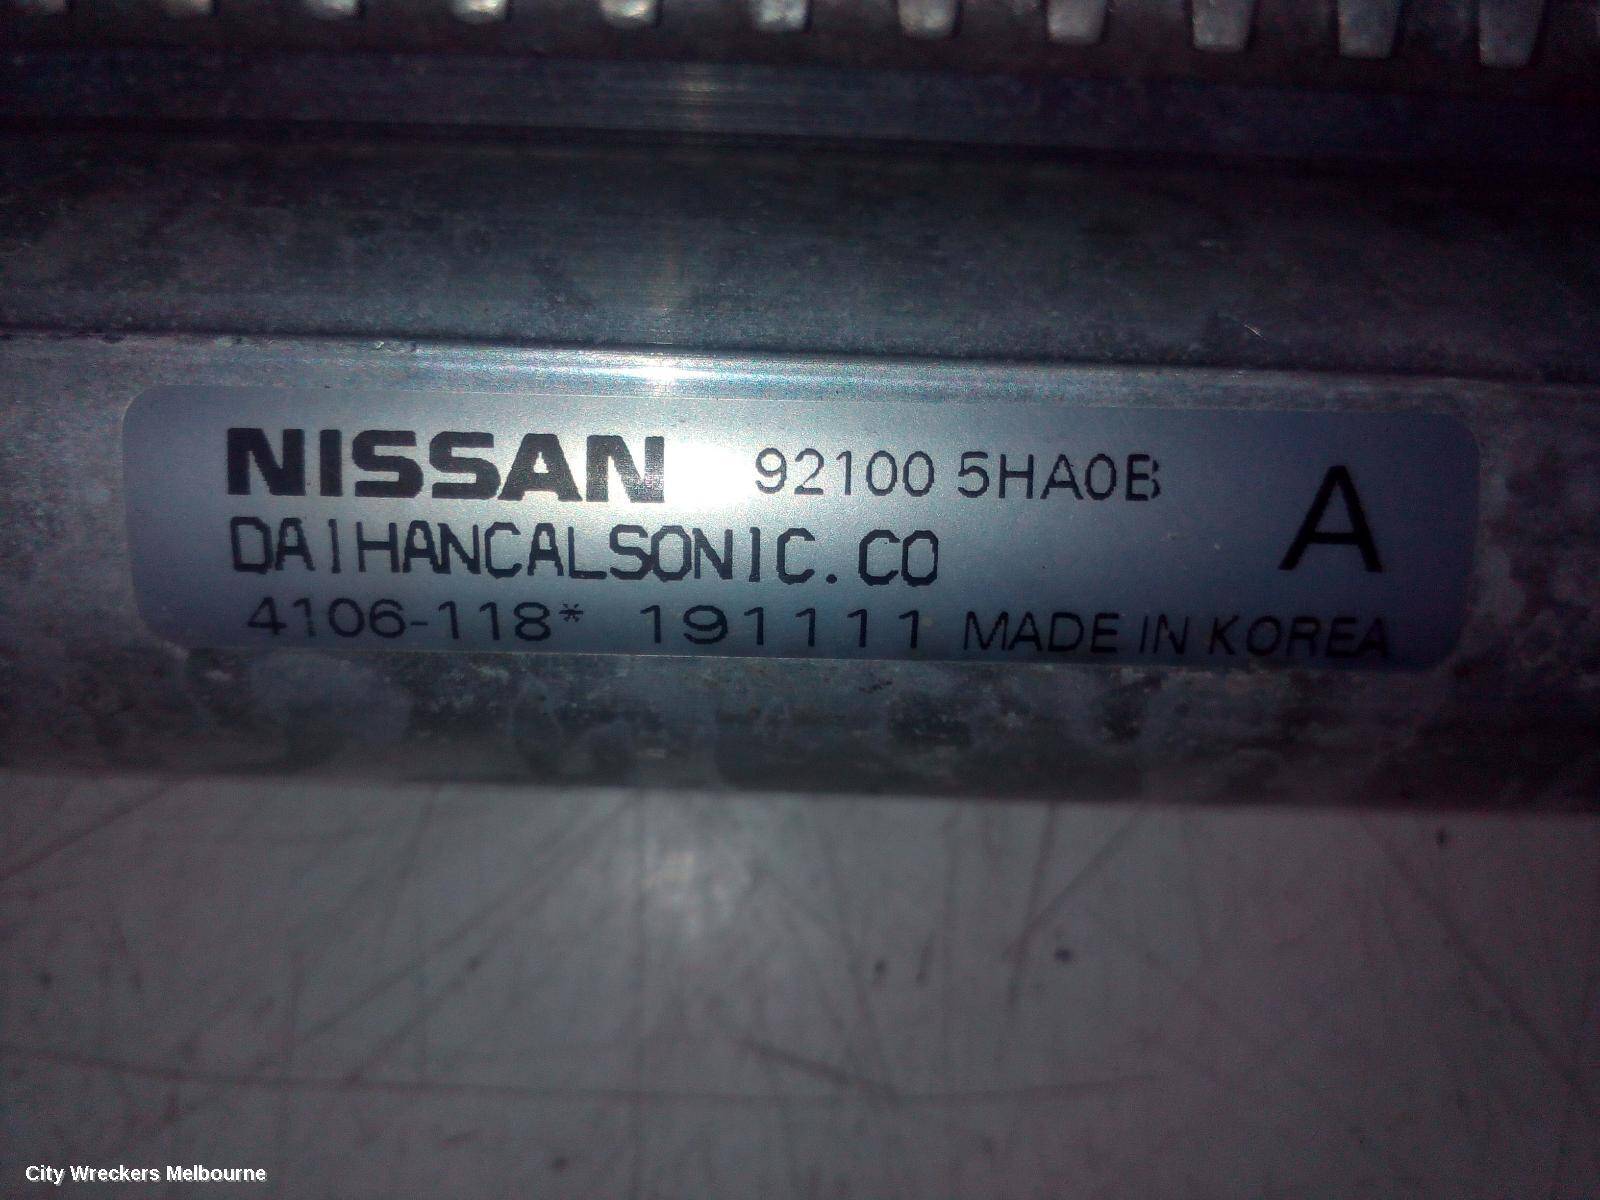 NISSAN 92100 5HA0B A
DAIHANCALSONIC.CO
4106-118* 191111 MADE IN KOREA
City Wreckers Melbourne